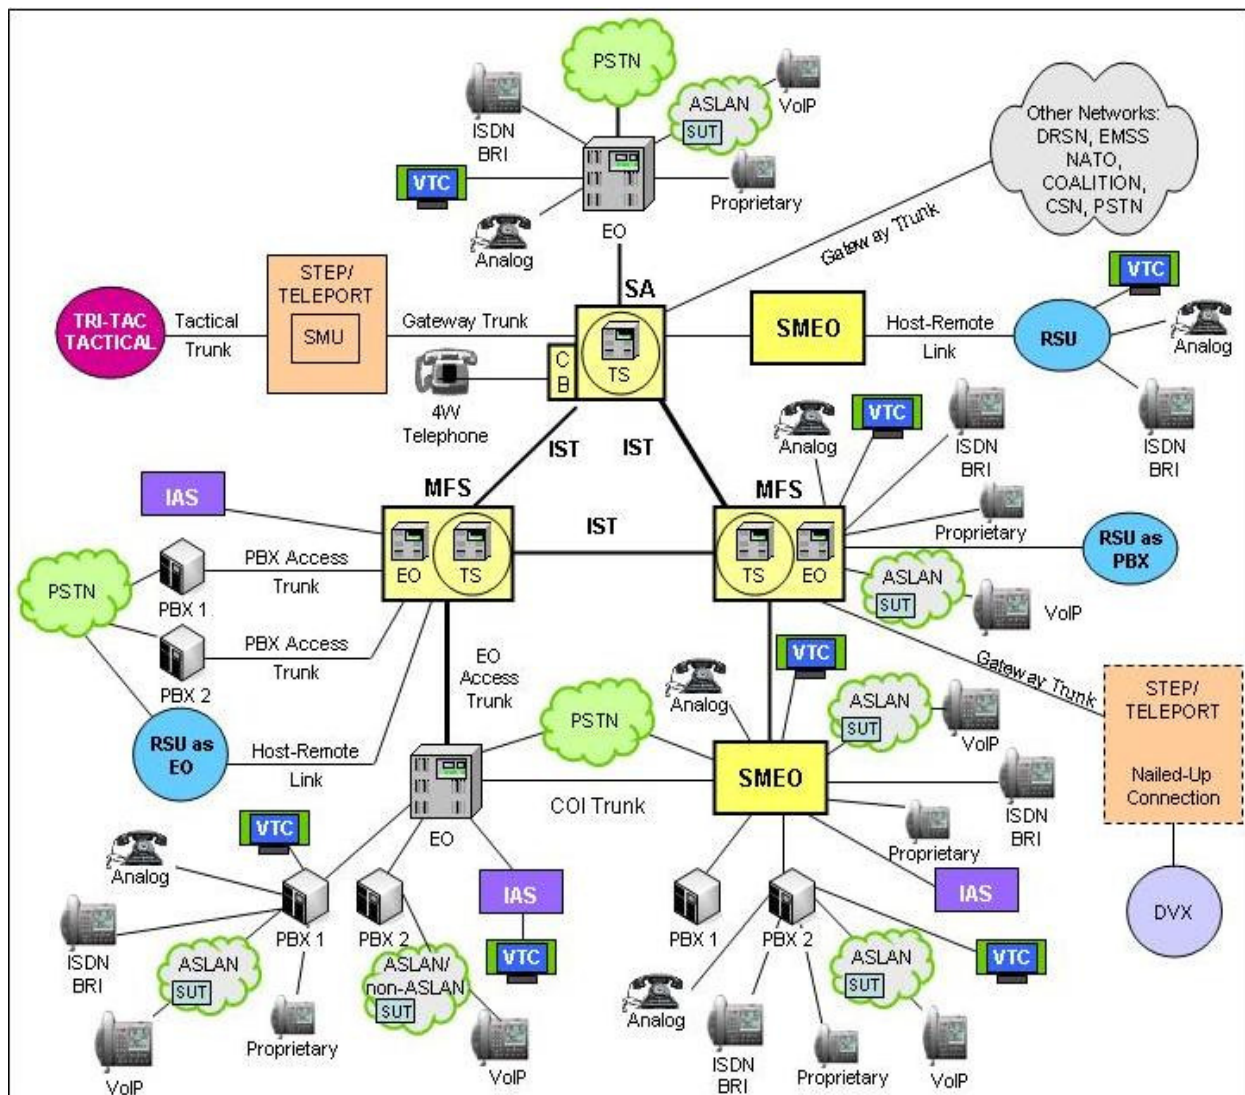 PSTN
ASLAN
SUT
VoIP
ISDN
BRI
VTC
Proprietary
Analog
EO
Other Networks:
DRSN, EMSS
NATO,
COALITION,
CSN, PSTN
Gateway Trunk
SA
TRI-TAC
TACTICAL
Tactical
Trunk
STEP/
TELEPORT
SMU
Gateway Trunk
C
B
TS
SMEO
Host-Remote
Link
RSU
VTC
Analog
ISDN
BRI
4W
Telephone
IST
IST
Analog
VTC
ISDN
BRI
Proprietary
IAS
MFS
EO
TS
IST
MFS
TS
EO
RSU as
PBX
ASLAN
SUT
VoIP
PSTN
PBX 1
PBX Access
Trunk
PBX 2
PBX Access
Trunk
RSU as
EO
Host-Remote
Link
EO
Access
Trunk
Gateway Trunk
STEP/
TELEPORT
Nailed-Up
Connection
DVX
PSTN
Analog
VTC
ASLAN
SUT
VoIP
EO
COI Trunk
SMEO
ISDN
BRI
Proprietary
IAS
VTC
Analog
ISDN
BRI
PBX 1
ASLAN
SUT
VoIP
Proprietary
PBX 2
ASLAN/
non-ASLAN
SUT
VoIP
IAS
VTC
PBX 1
PBX 2
Analog
ISDN
BRI
Proprietary
ASLAN
SUT
VoIP
VTC